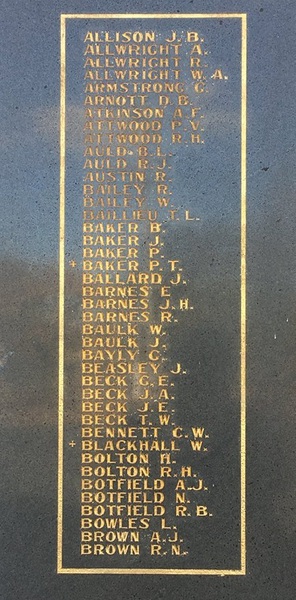 ALLISON J.B.
ALLWRIGHT A.
ALLWRIGHT R.
ALLWRIGHT W.A.
ARMSTRONG C.
ARNOTT D.B.
ATKINSON A.F.
ATTWOOD P.V.
ATTWOOD R.H.
AULD B.L.
AULD R.J.
AUSTIN R.
BAILEY R.
BAILEY W.
BAILLIEU T.L.
BAKER B.
BAKER J.
BAKER P.
+ BAKER P.T.
BALLARD J.
BARNES E
BARNES J.H.
BARNES R.
BAULK W.
BAULK J.
BAYLY C.
BEASLEY J.
BECK C.E.
BECK J.A.
BECK J.E.
BECK T.W.
BENNETT C.W.
+ BLACKHALL W.
BOLTON H.
BOLTON R.H.
BOTFIELD A.J.
BOTFIELD N.
BOTFIELD R.B.
BOWLES L.
BROWN A.J.
BROWN R.N.